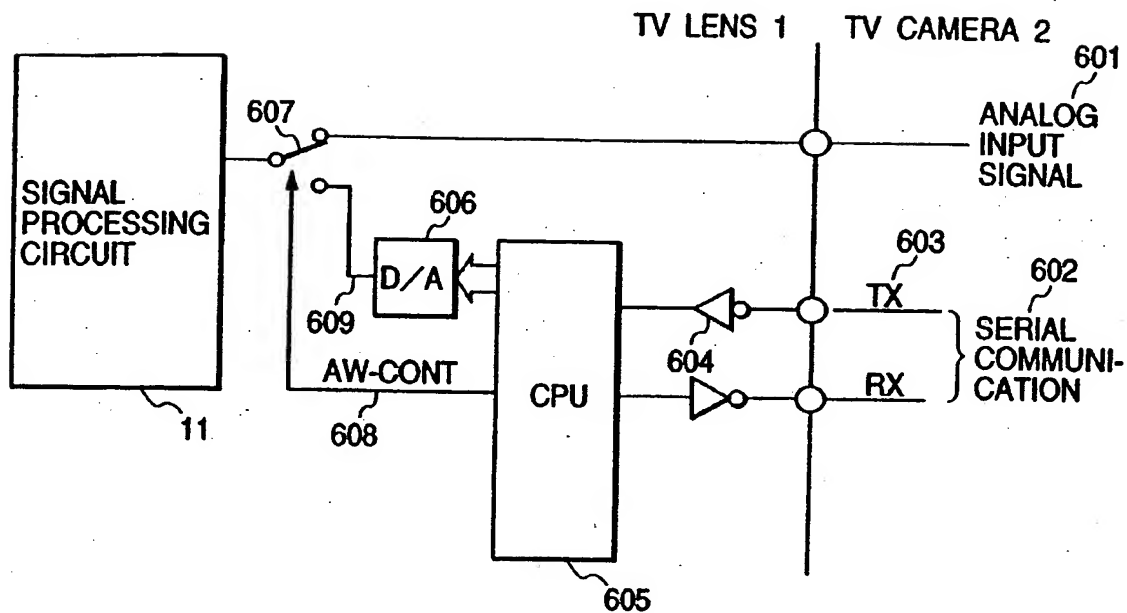 TV LENS 1
TV CAMERA 2
601
ANALOG
INPUT
SIGNAL
607
SIGNAL
PROCESSING
CIRCUIT
606
D/A
609
603
TX
602
SERIAL
COMMUNI-
CATION
604
AW-CONT
608
CPU
RX
11
605